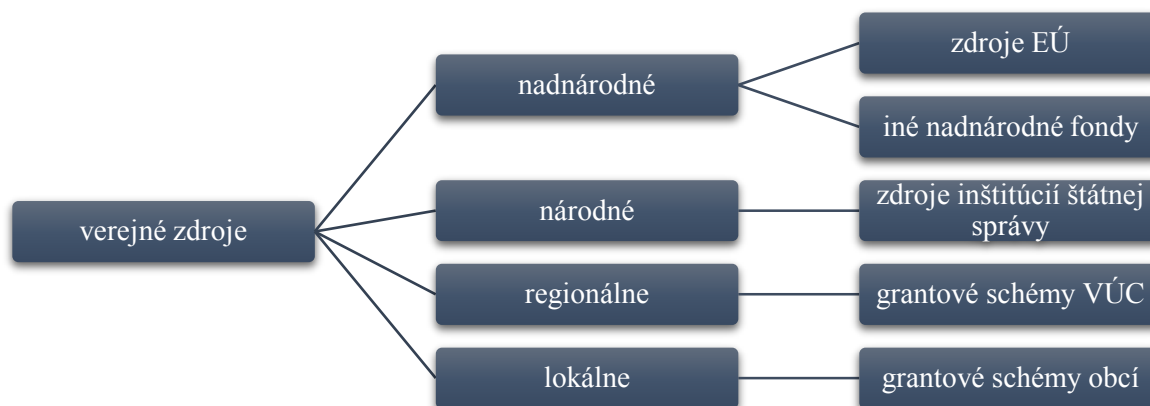 verejné zdroje
nadnárodné
zdroje EÚ
iné nadnárodné fondy
národné
zdroje inštitúcií štátnej
správy
regionálne
grantové schémy VÚC
lokálne
grantové schémy obcí